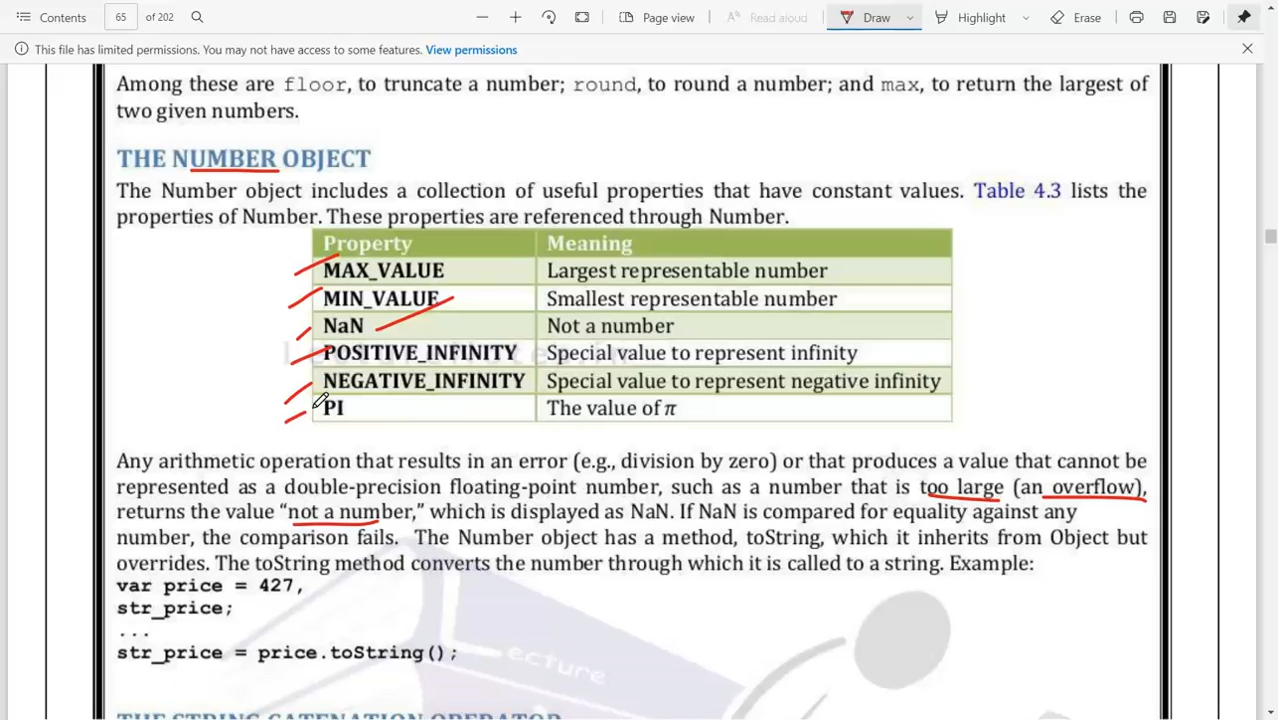 Contents
65 of 202
Page view
Read aloud
Draw
Highlight
Erase
This file has limited permissions. You may not have access to some features. View permissions
Among these are floor, to truncate a number; round, to round a number; and max, to return the largest of
two given numbers.
THE NUMBER OBJECT
The Number object includes a collection of useful properties that have constant values. Table 4.3 lists the
properties of Number. These properties are referenced through Number.
Property Meaning
MAX_VALUE Largest representable number
MIN_VALUE Smallest representable number
NaN Not a number
POSITIVE_INFINITY Special value to represent infinity
NEGATIVE_INFINITY Special value to represent negative infinity
PI The value of π
Any arithmetic operation that results in an error (e.g., division by zero) or that produces a value that cannot be
represented as a double-precision floating-point number, such as a number that is too large (an overflow),
returns the value “not a number,” which is displayed as NaN. If NaN is compared for equality against any
number, the comparison fails. The Number object has a method, toString, which it inherits from Object but
overrides. The toString method converts the number through which it is called to a string. Example:
var price = 427,
str_price;
...
str_price = price.toString();
ecture
THE STRING CATENATION OPERATOR